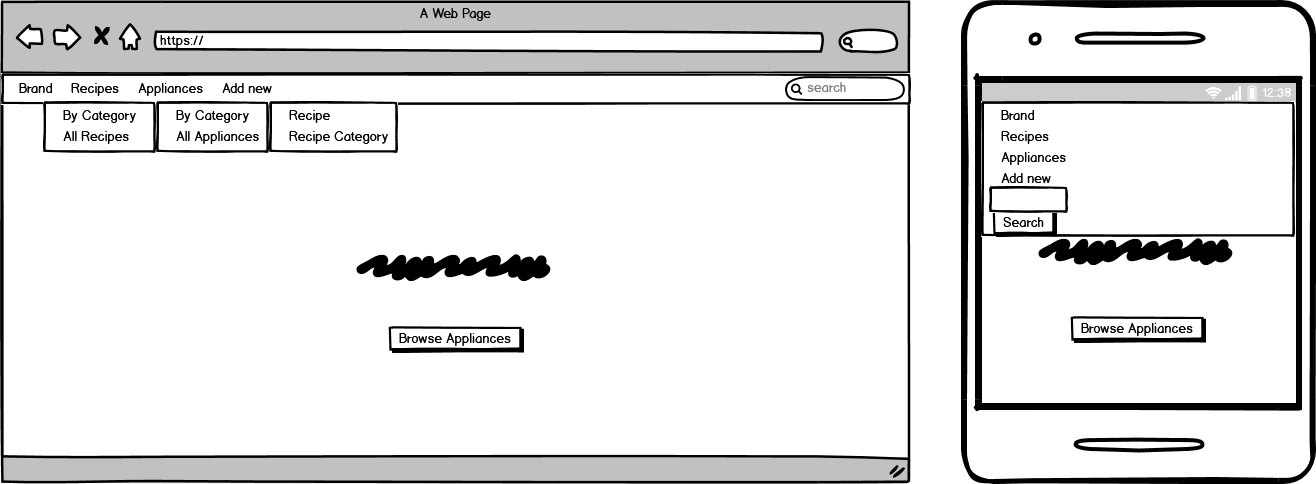 A Web Page
https://
Brand Recipes Appliances Add new search
By Category By Category Recipe
All Recipes All Appliances Recipe Category
Browse Appliances
12:38
Brand
Recipes
Appliances
Add new
Search
Browse Appliances